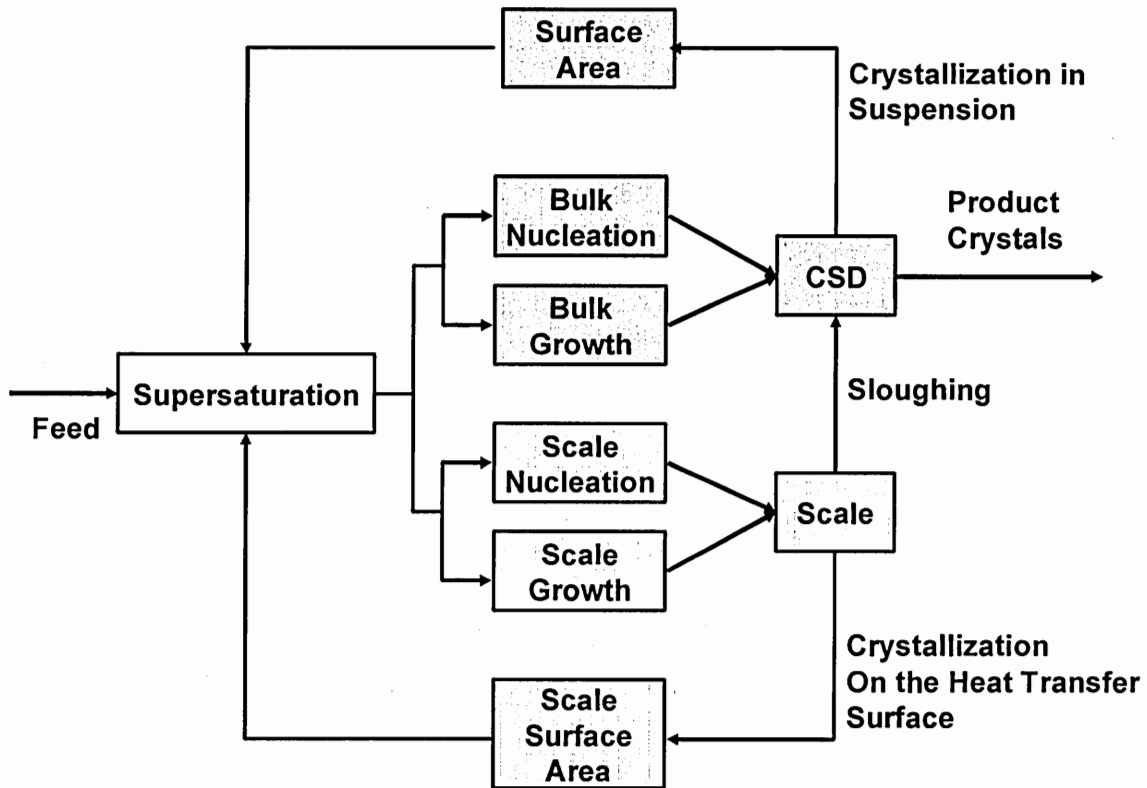 Surface
Area
Crystallization in
Suspension
Bulk
Nucleation
Product
Crystals
CSD
Bulk
Growth
Supersaturation
Feed
Sloughing
Scale
Nucleation
Scale
Scale
Growth
Crystallization
On the Heat Transfer
Surface
Scale
Surface
Area